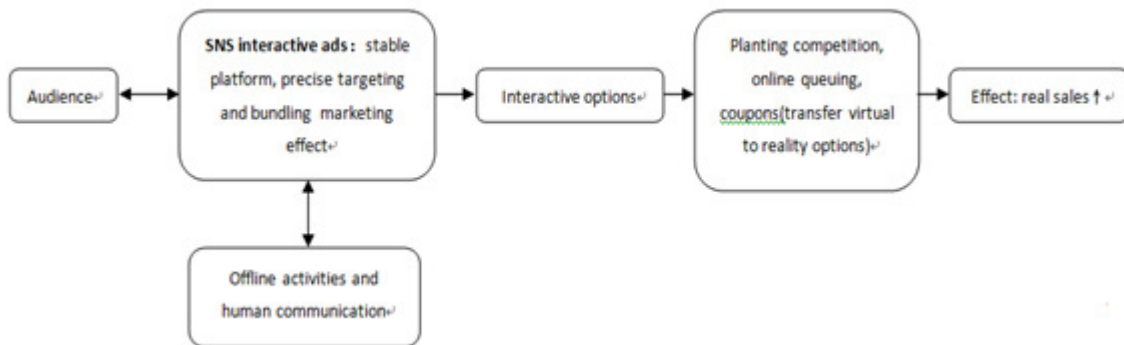 Audience
SNS interactive ads: stable
platform, precise targeting
and bundling marketing
effect
Interactive options
Planting competition,
online queuing,
coupons(transfer virtual
to reality options)
Effect: real sales↑
Offline activities and
human communication